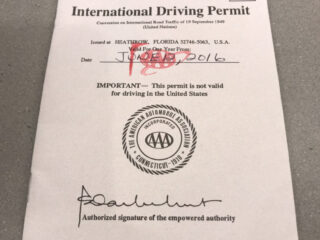 International Driving Permit
Convention on International Road Traffic of 19 September 1949
(United Nations)
Issued at HEATHROW, FLORIDA 32746-5063, U.S.A.
Valid For One Year From:
Date 2016
IMPORTANT— This permit is not valid
for driving in the United States
THE AMERICAN AUTOMOBILE ASSOCIATION
INCORPORATED
AAA
CONNECTICUT-1910
Authorized signature of the empowered authority